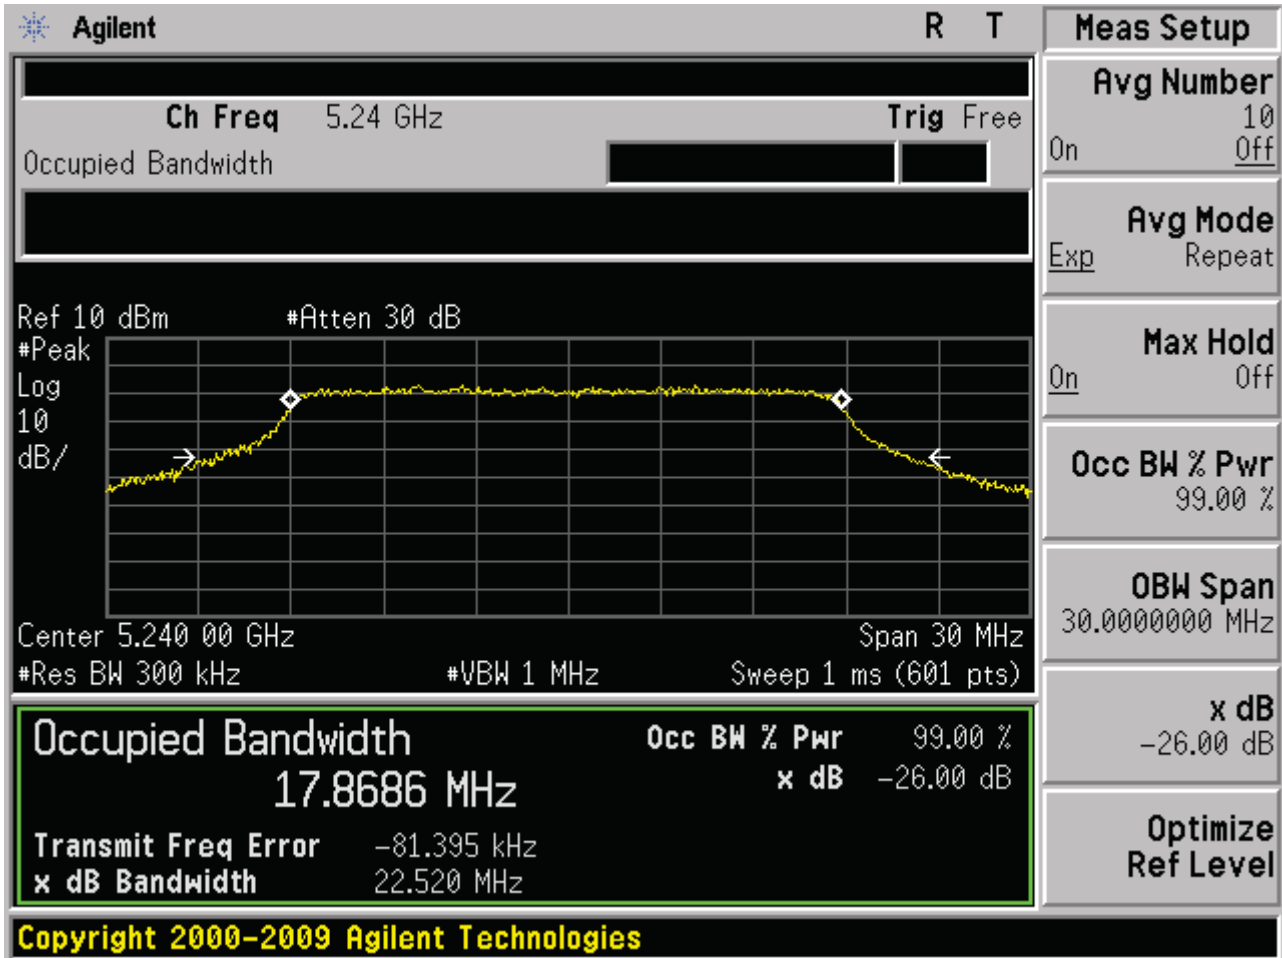 Agilent R T
Ch Freq 5.24 GHz Trig Free
Occupied Bandwidth
Ref 10 dBm #Atten 30 dB
#Peak
Log
10
dB/
Center 5.240 00 GHz Span 30 MHz
#Res BW 300 kHz #VBW 1 MHz Sweep 1 ms (601 pts)
Occupied Bandwidth Occ BW % Pwr 99.00 %
17.8686 MHz x dB -26.00 dB
Transmit Freq Error -81.395 kHz
x dB Bandwidth 22.520 MHz
Copyright 2000-2009 Agilent Technologies
Meas Setup
Avg Number
10
On Off
Avg Mode
Exp Repeat
Max Hold
On Off
Occ BW % Pwr
99.00 %
OBW Span
30.0000000 MHz
x dB
-26.00 dB
Optimize
Ref Level